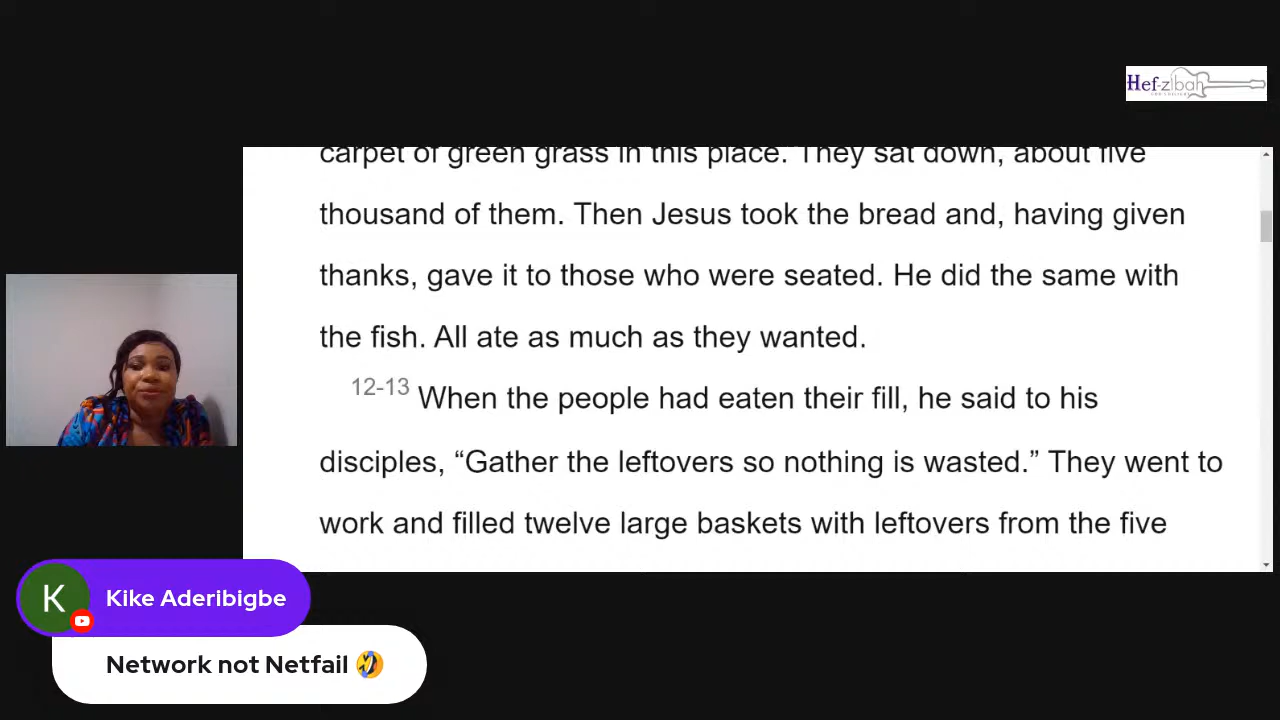 Hef-zibah
carpet of green grass in this place. They sat down, about five
thousand of them. Then Jesus took the bread and, having given
thanks, gave it to those who were seated. He did the same with
the fish. All ate as much as they wanted.
12-13 When the people had eaten their fill, he said to his
disciples, “Gather the leftovers so nothing is wasted.” They went to
work and filled twelve large baskets with leftovers from the five
K
Kike Aderibigbe
Network not Netfail 🤣